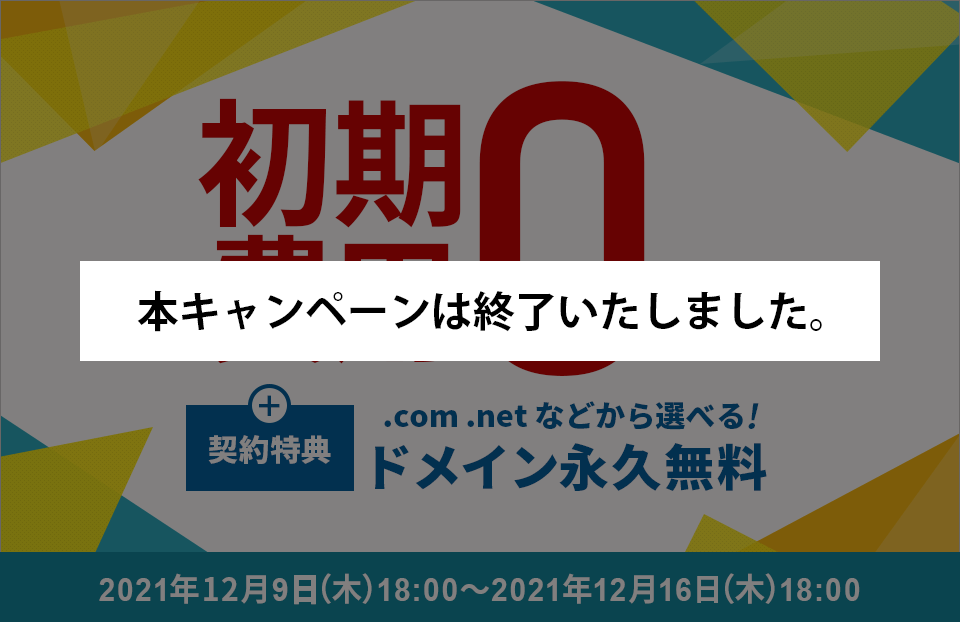 初期
0
本キャンペーンは終了いたしました。
契約特典
.com .net などから選べる!
ドメイン永久無料
2021年12月9日(木)18:00～2021年12月16日(木)18:00